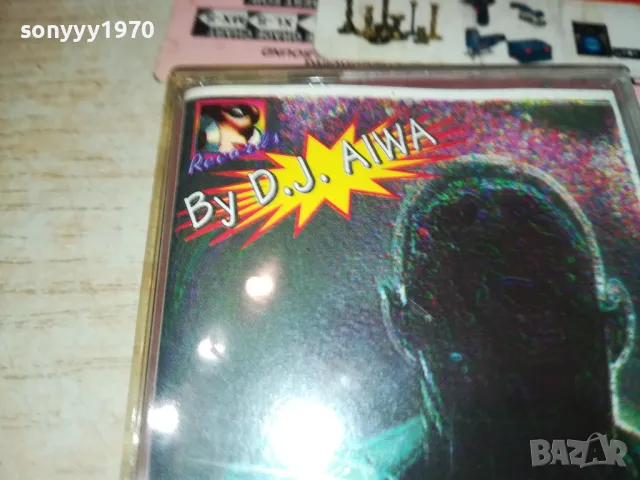 sonyyy1970
Records
By D.J. AIWA
BAZAR